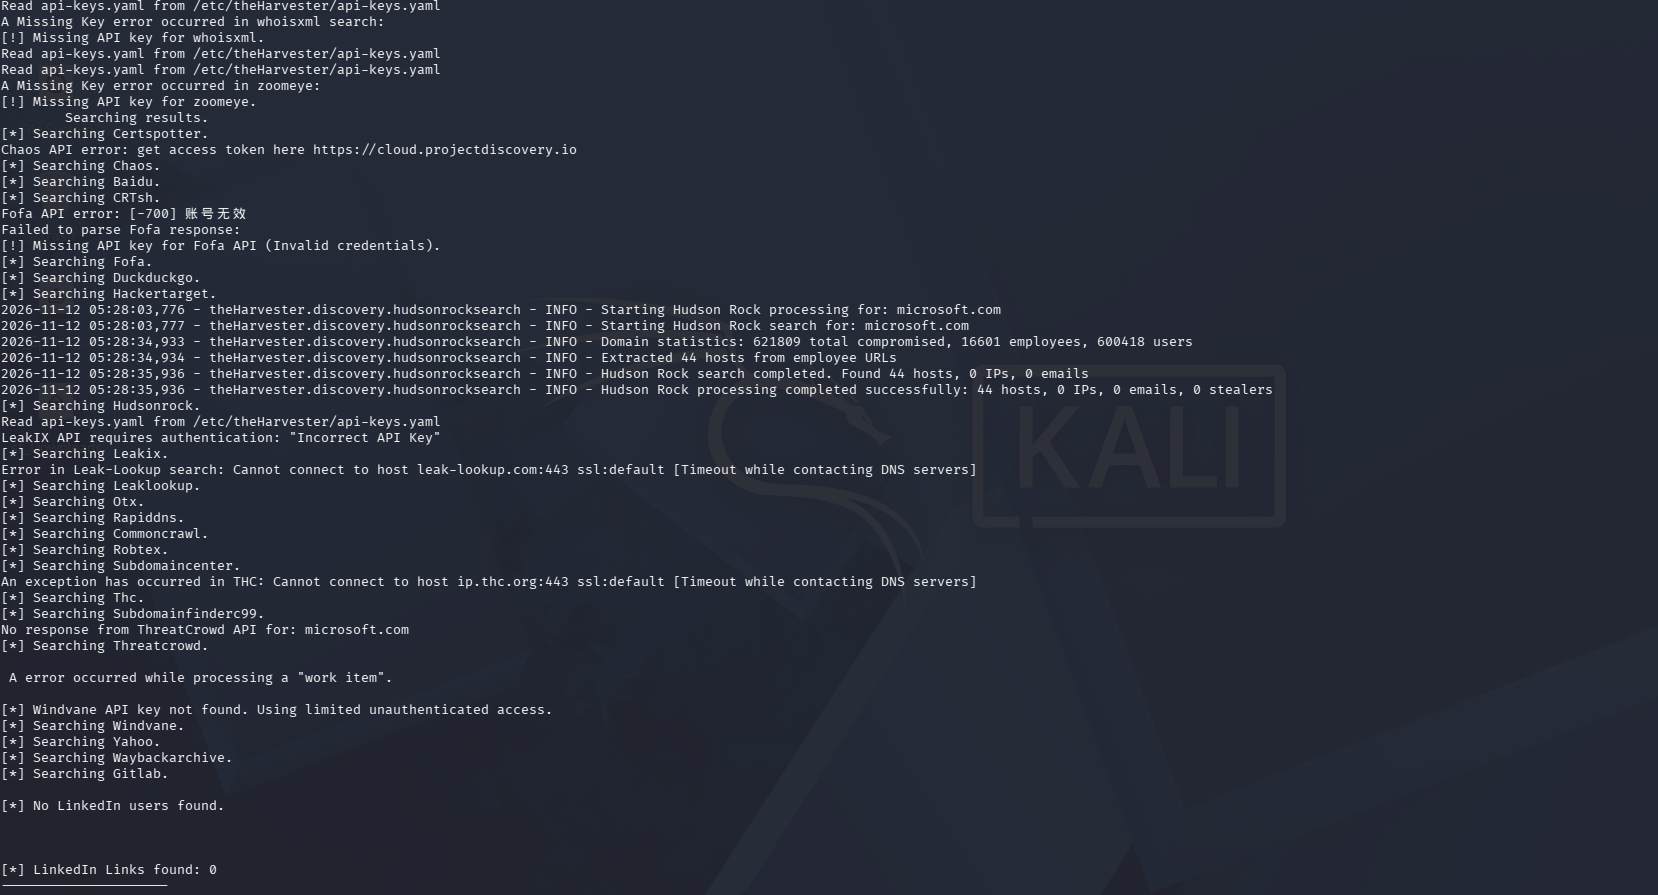 Read api-keys.yaml from /etc/theHarvester/api-keys.yaml
A Missing Key error occurred in whoisxml search:
[!] Missing API key for whoisxml.
Read api-keys.yaml from /etc/theHarvester/api-keys.yaml
Read api-keys.yaml from /etc/theHarvester/api-keys.yaml
A Missing Key error occurred in zoomeye:
[!] Missing API key for zoomeye.
Searching results.
[*] Searching Certspotter.
Chaos API error: get access token here https://cloud.projectdiscovery.io
[*] Searching Chaos.
[*] Searching Baidu.
[*] Searching CRTsh.
Fofa API error: [-700] 账号无效
Failed to parse Fofa response:
[!] Missing API key for Fofa API (Invalid credentials).
[*] Searching Fofa.
[*] Searching Duckduckgo.
[*] Searching Hackertarget.
2026-11-12 05:28:03,776 - theHarvester.discovery.hudsonrocksearch - INFO - Starting Hudson Rock processing for: microsoft.com
2026-11-12 05:28:03,777 - theHarvester.discovery.hudsonrocksearch - INFO - Starting Hudson Rock search for: microsoft.com
2026-11-12 05:28:34,933 - theHarvester.discovery.hudsonrocksearch - INFO - Domain statistics: 621809 total compromised, 16601 employees, 600418 users
2026-11-12 05:28:34,934 - theHarvester.discovery.hudsonrocksearch - INFO - Extracted 44 hosts from employee URLs
2026-11-12 05:28:35,936 - theHarvester.discovery.hudsonrocksearch - INFO - Hudson Rock search completed. Found 44 hosts, 0 IPs, 0 emails
2026-11-12 05:28:35,936 - theHarvester.discovery.hudsonrocksearch - INFO - Hudson Rock processing completed successfully: 44 hosts, 0 IPs, 0 emails, 0 stealers
[*] Searching Hudsonrock.
Read api-keys.yaml from /etc/theHarvester/api-keys.yaml
LeakIX API requires authentication: "Incorrect API Key"
[*] Searching Leakix.
Error in Leak-Lookup search: Cannot connect to host leak-lookup.com:443 ssl:default [Timeout while contacting DNS servers]
[*] Searching Leaklookup.
[*] Searching Otx.
[*] Searching Rapiddns.
[*] Searching Commoncrawl.
[*] Searching Robtex.
[*] Searching Subdomaincenter.
An exception has occurred in THC: Cannot connect to host ip.thc.org:443 ssl:default [Timeout while contacting DNS servers]
[*] Searching Thc.
[*] Searching Subdomainfinderc99.
No response from ThreatCrowd API for: microsoft.com
[*] Searching Threatcrowd.
A error occurred while processing a "work item".
[*] Windvane API key not found. Using limited unauthenticated access.
[*] Searching Windvane.
[*] Searching Yahoo.
[*] Searching Waybackarchive.
[*] Searching Gitlab.
[*] No LinkedIn users found.
[*] LinkedIn Links found: 0
---------------------
KALI